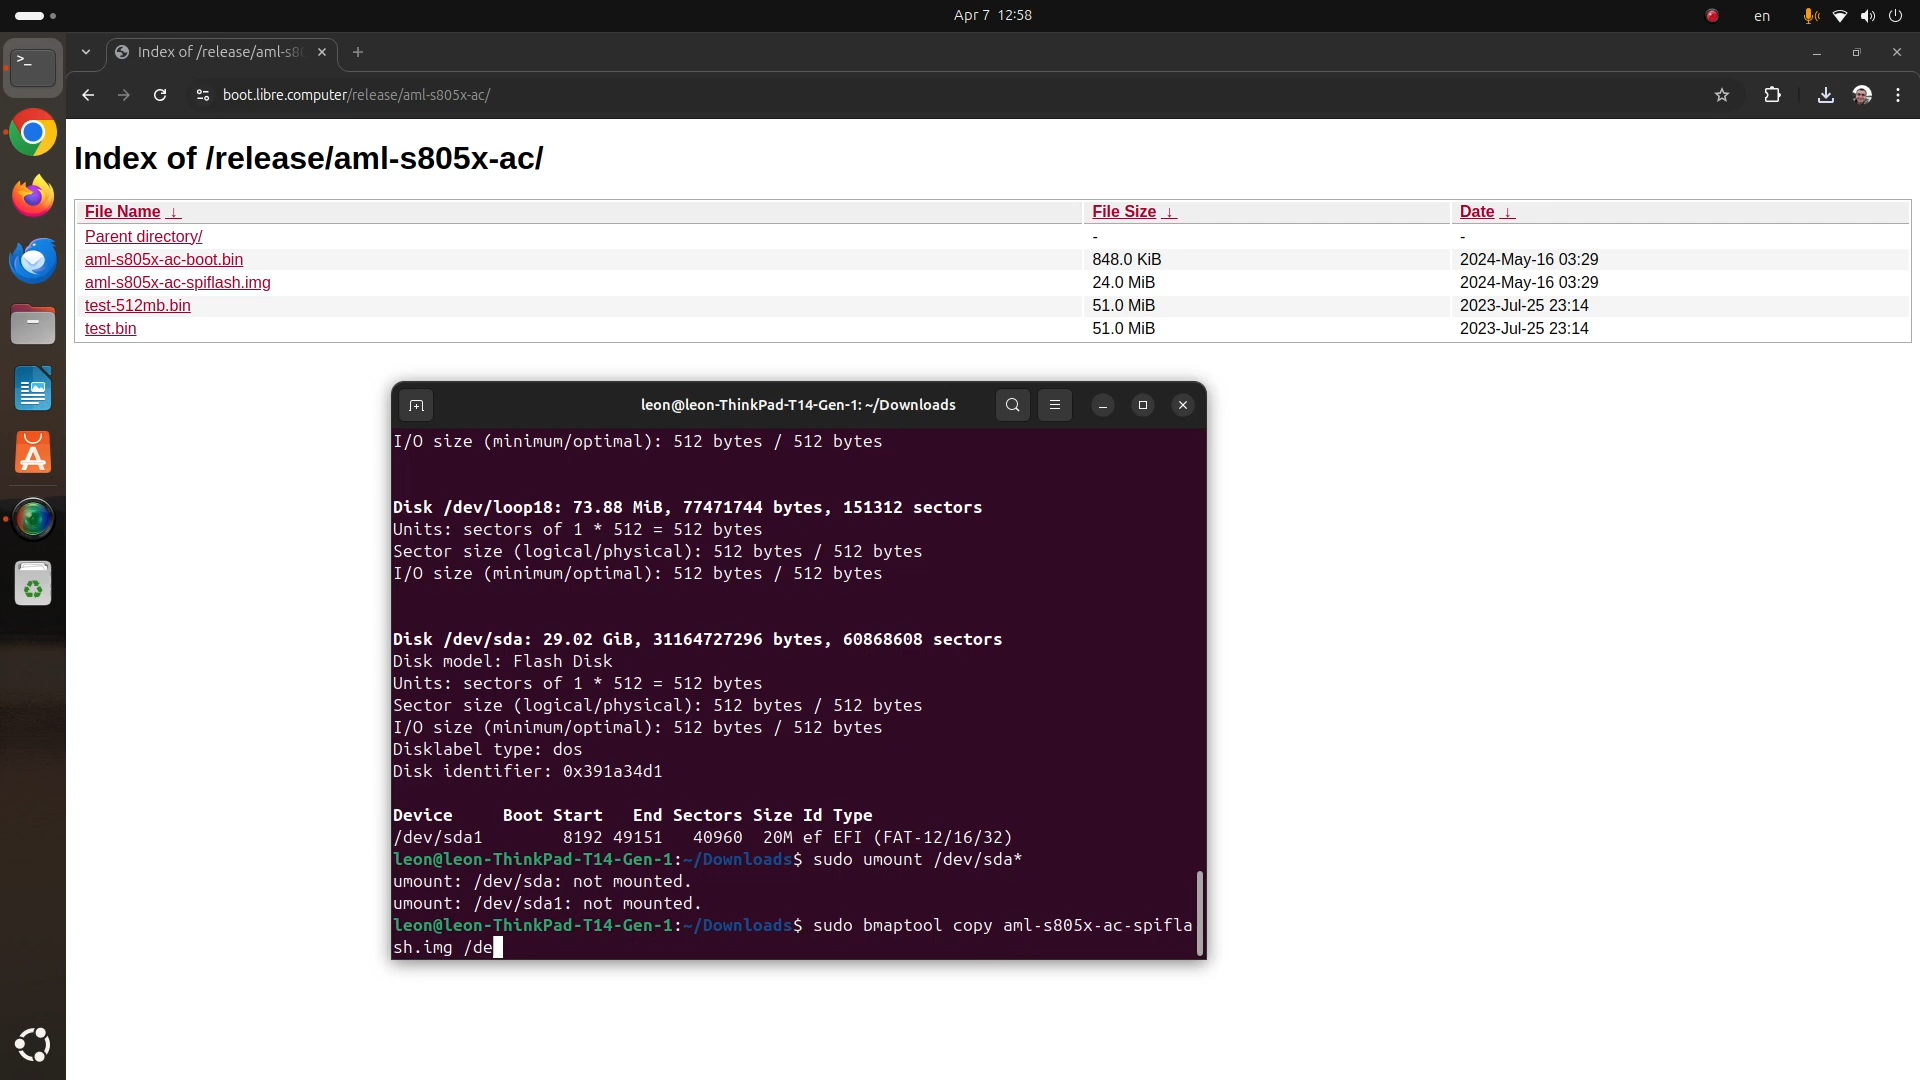 Apr 7 12:58
en
Index of /release/aml-s80
boot.libre.computer/release/aml-s805x-ac/
Index of /release/aml-s805x-ac/
File Name ↓ File Size ↓ Date ↓
Parent directory/ - -
aml-s805x-ac-boot.bin 848.0 KiB 2024-May-16 03:29
aml-s805x-ac-spiflash.img 24.0 MiB 2024-May-16 03:29
test-512mb.bin 51.0 MiB 2023-Jul-25 23:14
test.bin 51.0 MiB 2023-Jul-25 23:14
leon@leon-ThinkPad-T14-Gen-1: ~/Downloads
I/O size (minimum/optimal): 512 bytes / 512 bytes
Disk /dev/loop18: 73.88 MiB, 77471744 bytes, 151312 sectors
Units: sectors of 1 * 512 = 512 bytes
Sector size (logical/physical): 512 bytes / 512 bytes
I/O size (minimum/optimal): 512 bytes / 512 bytes
Disk /dev/sda: 29.02 GiB, 31164727296 bytes, 60868608 sectors
Disk model: Flash Disk
Units: sectors of 1 * 512 = 512 bytes
Sector size (logical/physical): 512 bytes / 512 bytes
I/O size (minimum/optimal): 512 bytes / 512 bytes
Disklabel type: dos
Disk identifier: 0x391a34d1
Device Boot Start End Sectors Size Id Type
/dev/sda1 8192 49151 40960 20M ef EFI (FAT-12/16/32)
leon@leon-ThinkPad-T14-Gen-1:~/Downloads$ sudo umount /dev/sda*
umount: /dev/sda: not mounted.
umount: /dev/sda1: not mounted.
leon@leon-ThinkPad-T14-Gen-1:~/Downloads$ sudo bmaptool copy aml-s805x-ac-spifla
sh.img /de